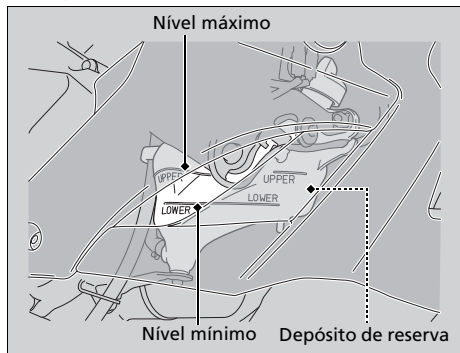 Nível máximo
UPPER
UPPER
LOWER
LOWER
Nível mínimo
Depósito de reserva